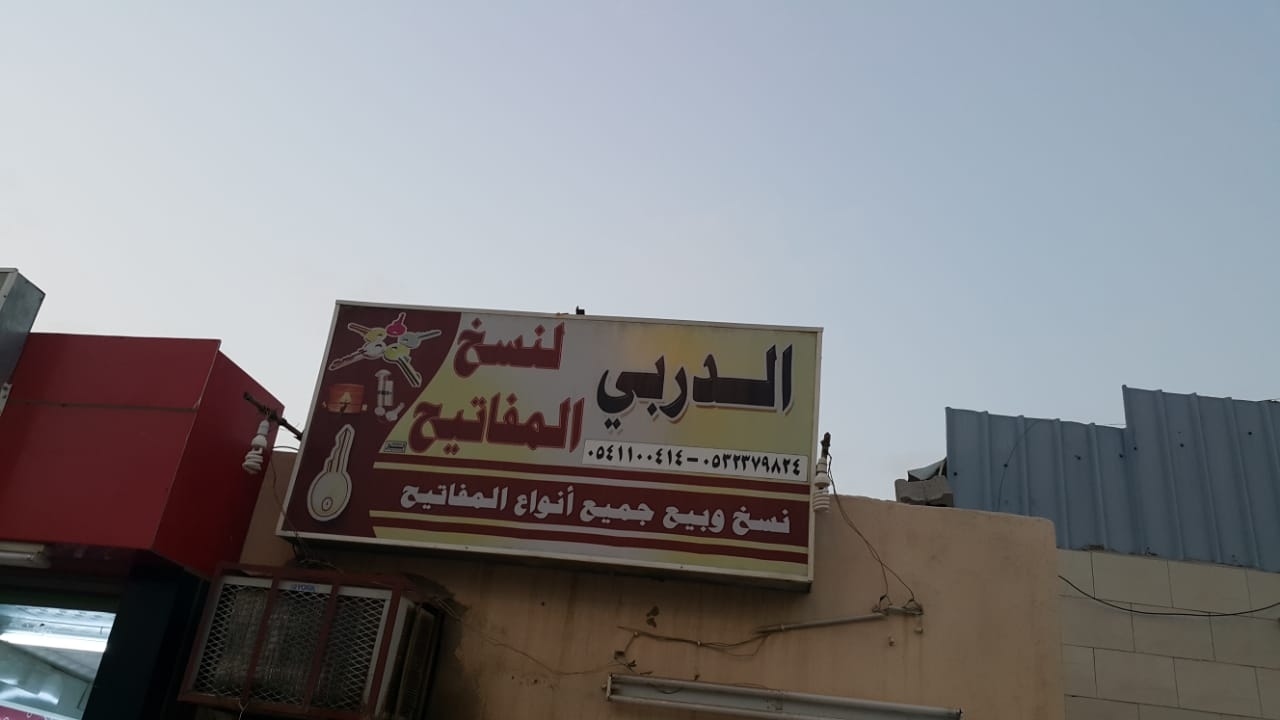 الدربي
لنسخ
المفاتيح
٠٥٣٢٣٧٩٨٢٤ – ٠٥٤١١٠٠٤١٤
نسخ وبيع جميع أنواع المفاتيح